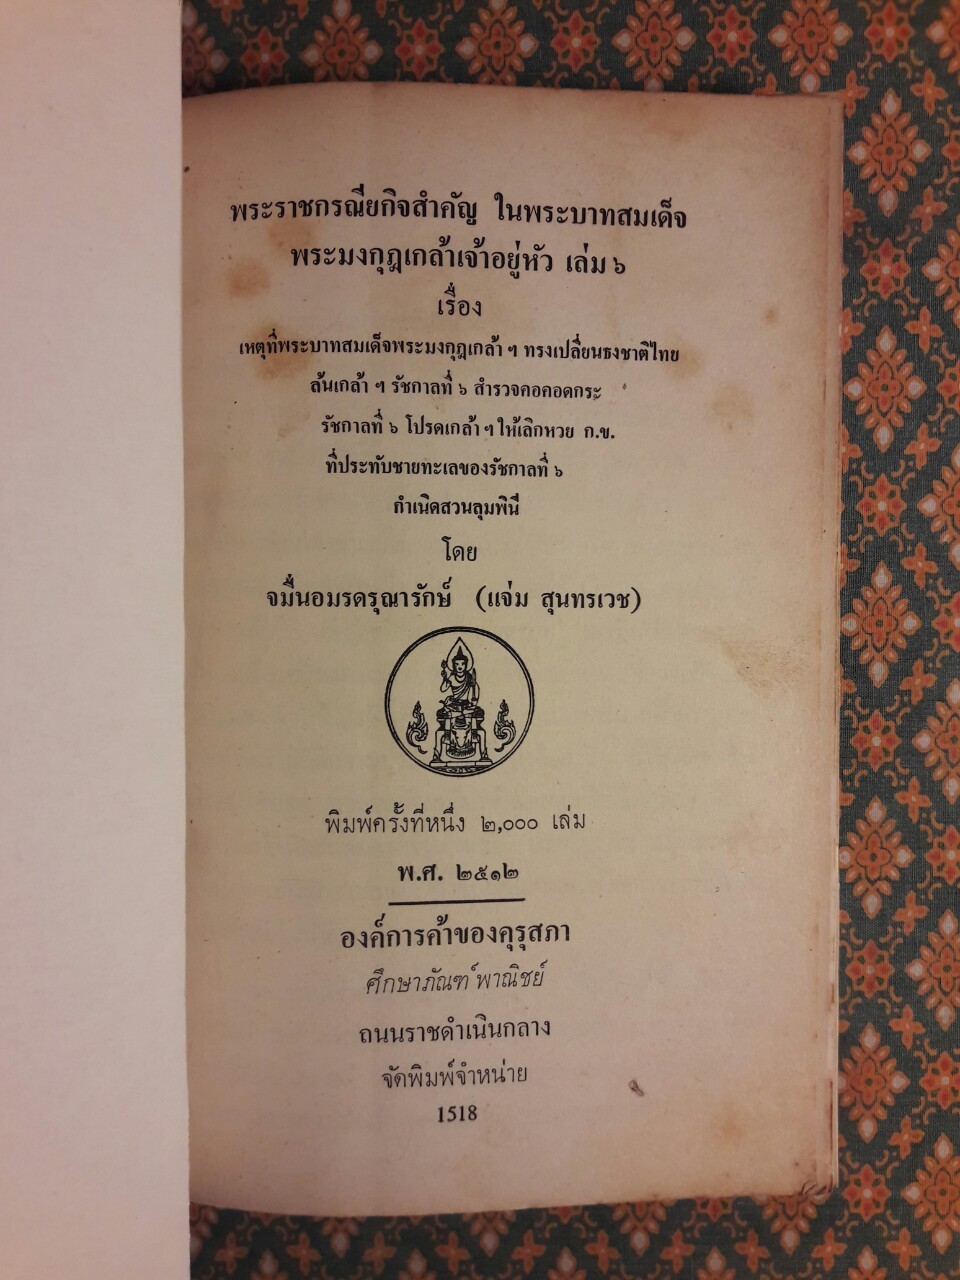 พระราชกรณียกิจสำคัญ ในพระบาทสมเด็จ
พระมงกุฎเกล้าเจ้าอยู่หัว เล่ม ๖
เรื่อง
เหตุที่พระบาทสมเด็จพระมงกุฎเกล้า ฯ ทรงเปลี่ยนธงชาติไทย
ล้นเกล้า ฯ รัชกาลที่ ๖ สำรวจคอคอดกระ
รัชกาลที่ ๖ โปรดเกล้า ฯ ให้เลิกหวย ก.ข.
ที่ประทับชายทะเลของรัชกาลที่ ๖
กำเนิดสวนลุมพินี
โดย
จมื่นอมรดรุณารักษ์ (แจ่ม สุนทรเวช)
พิมพ์ครั้งที่หนึ่ง ๒,๐๐๐ เล่ม
พ.ศ. ๒๕๑๒
องค์การค้าของคุรุสภา
ศึกษาภัณฑ์พาณิชย์
ถนนราชดำเนินกลาง
จัดพิมพ์จำหน่าย
1518